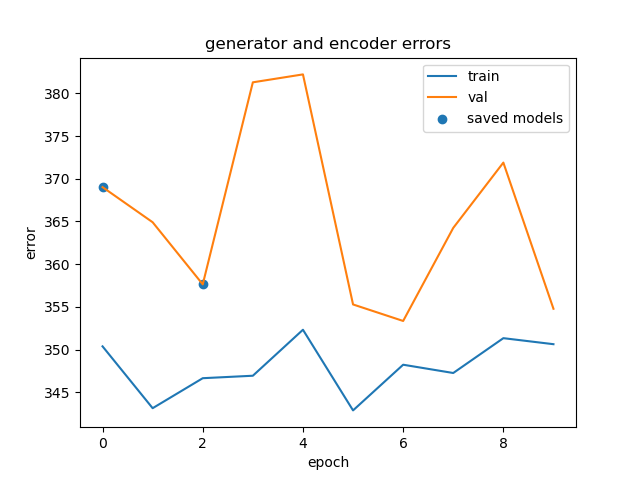 generator and encoder errors
train
val
saved models
380
375
370
365
360
355
350
345
error
0
2
4
6
8
epoch